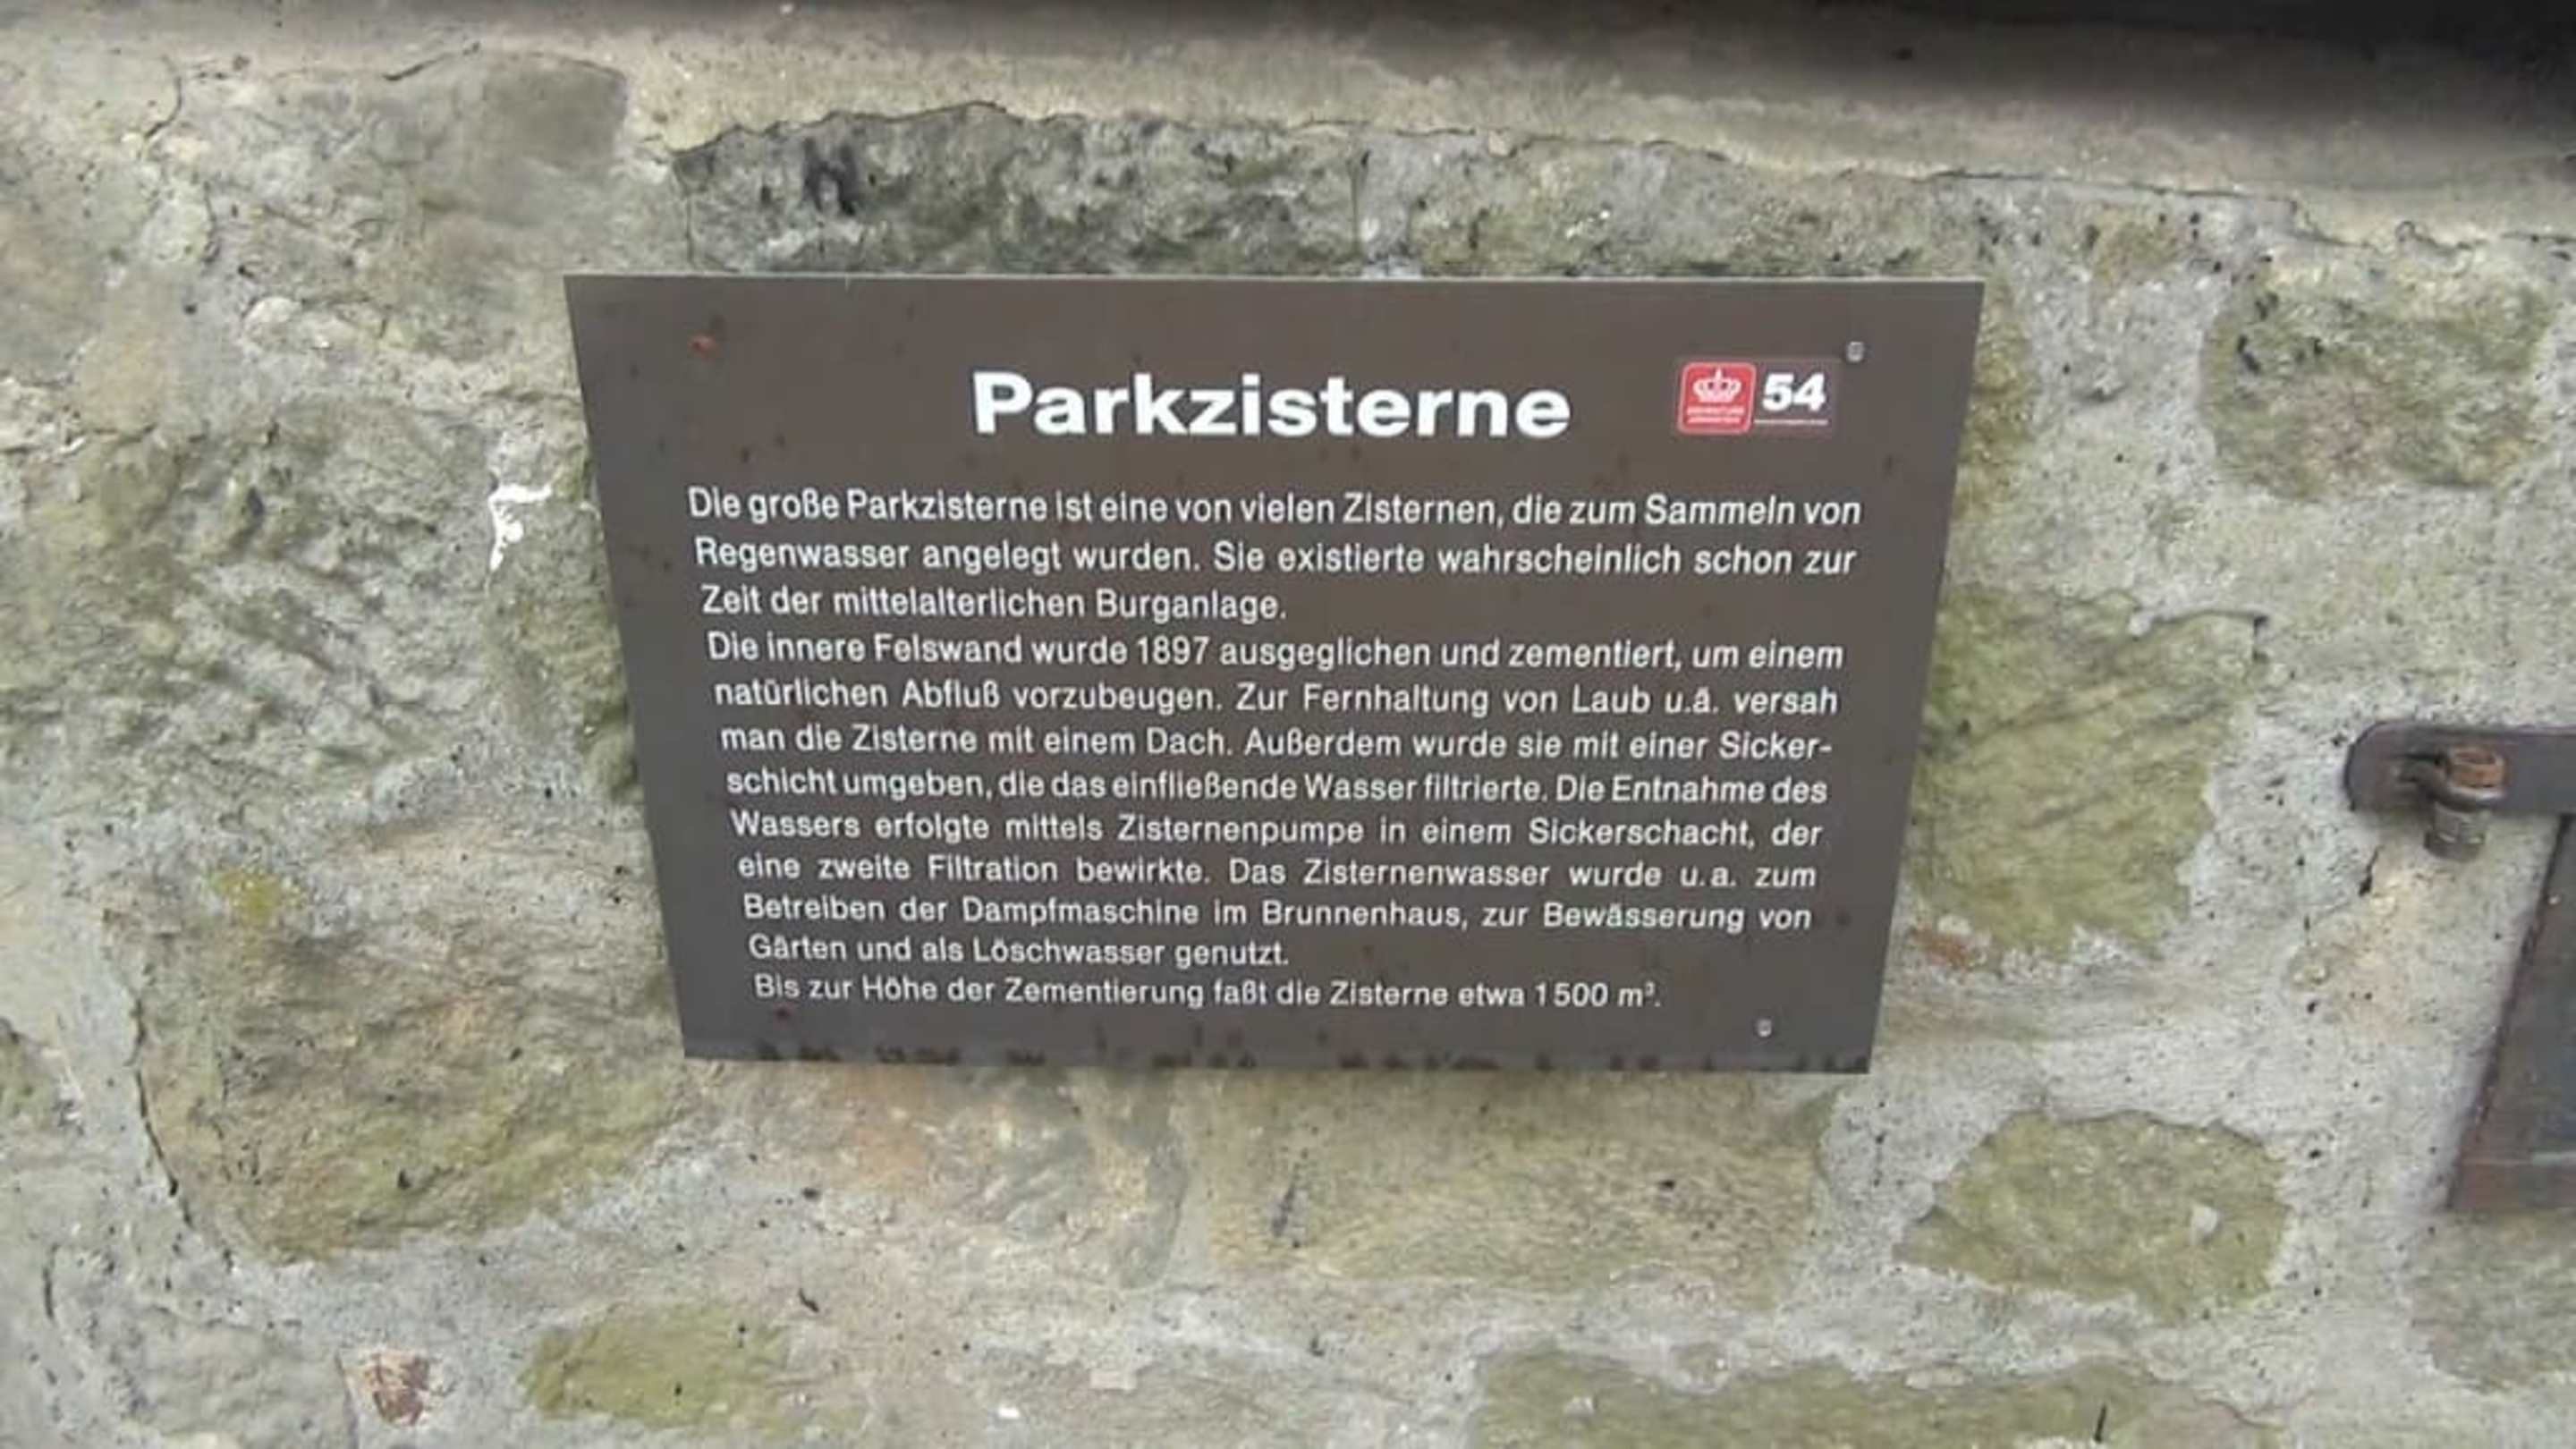 Parkzisterne
54
Die große Parkzisterne ist eine von vielen Zisternen, die zum Sammeln von
Regenwasser angelegt wurden. Sie existierte wahrscheinlich schon zur
Zeit der mittelalterlichen Burganlage.
Die innere Felswand wurde 1897 ausgeglichen und zementiert, um einem
natürlichen Abfluß vorzubeugen. Zur Fernhaltung von Laub u.ä. versah
man die Zisterne mit einem Dach. Außerdem wurde sie mit einer Sicker-
schicht umgeben, die das einfließende Wasser filtrierte. Die Entnahme des
Wassers erfolgte mittels Zisternenpumpe in einem Sickerschacht, der
eine zweite Filtration bewirkte. Das Zisternenwasser wurde u.a. zum
Betreiben der Dampfmaschine im Brunnenhaus, zur Bewässerung von
Gärten und als Löschwasser genutzt.
Bis zur Höhe der Zementierung faßt die Zisterne etwa 1500 m³.